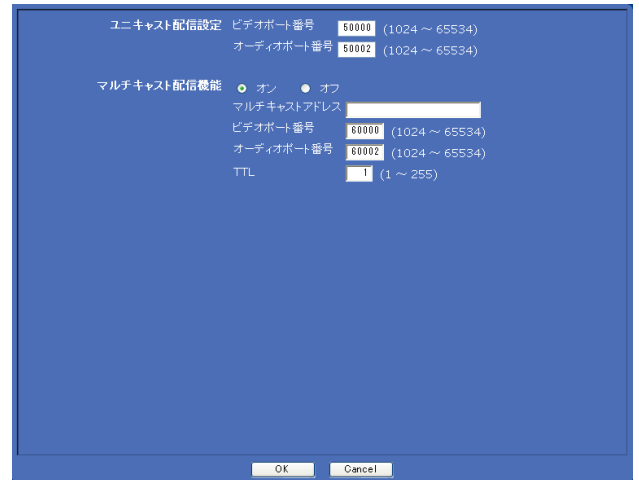 ユニキャスト配信設定 ビデオポート番号 50000 (1024 ～ 65534)
オーディオポート番号 50002 (1024 ～ 65534)
マルチキャスト配信機能 オン オフ
マルチキャストアドレス
ビデオポート番号 60000 (1024 ～ 65534)
オーディオポート番号 60002 (1024 ～ 65534)
TTL 1 (1 ～ 255)
OK Cancel